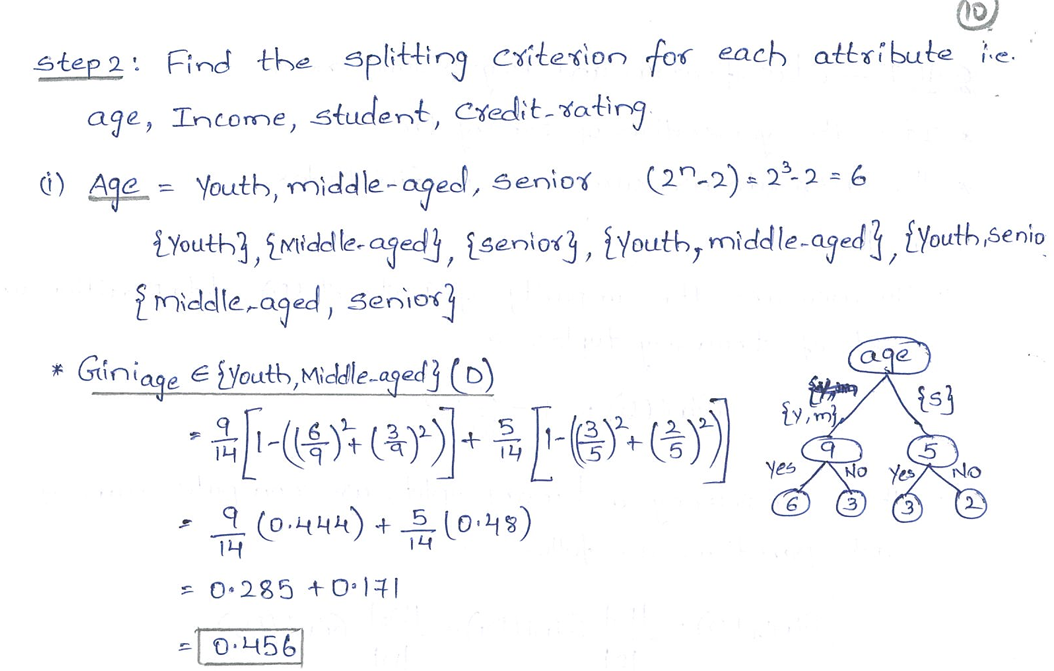 10
Step 2: Find the splitting criterion for each attribute i.e.
age, Income, student, Credit-rating.
(i) Age = Youth, middle-aged, senior (2^n-2) = 2^3-2 = 6
{Youth}, {Middle-aged}, {senior}, {Youth, middle-aged}, {Youth, senio
{middle-aged, senior}
* Gini age ∈ {Youth, Middle-aged} (D)
= 9/14 [1-((6/9)^2 + (3/9)^2)] + 5/14 [1-((3/5)^2 + (2/5)^2)]
= 9/14 (0.444) + 5/14 (0.48)
= 0.285 + 0.171
= 0.456
age
{y,m} {s}
9 5
Yes No Yes No
6 3 3 2